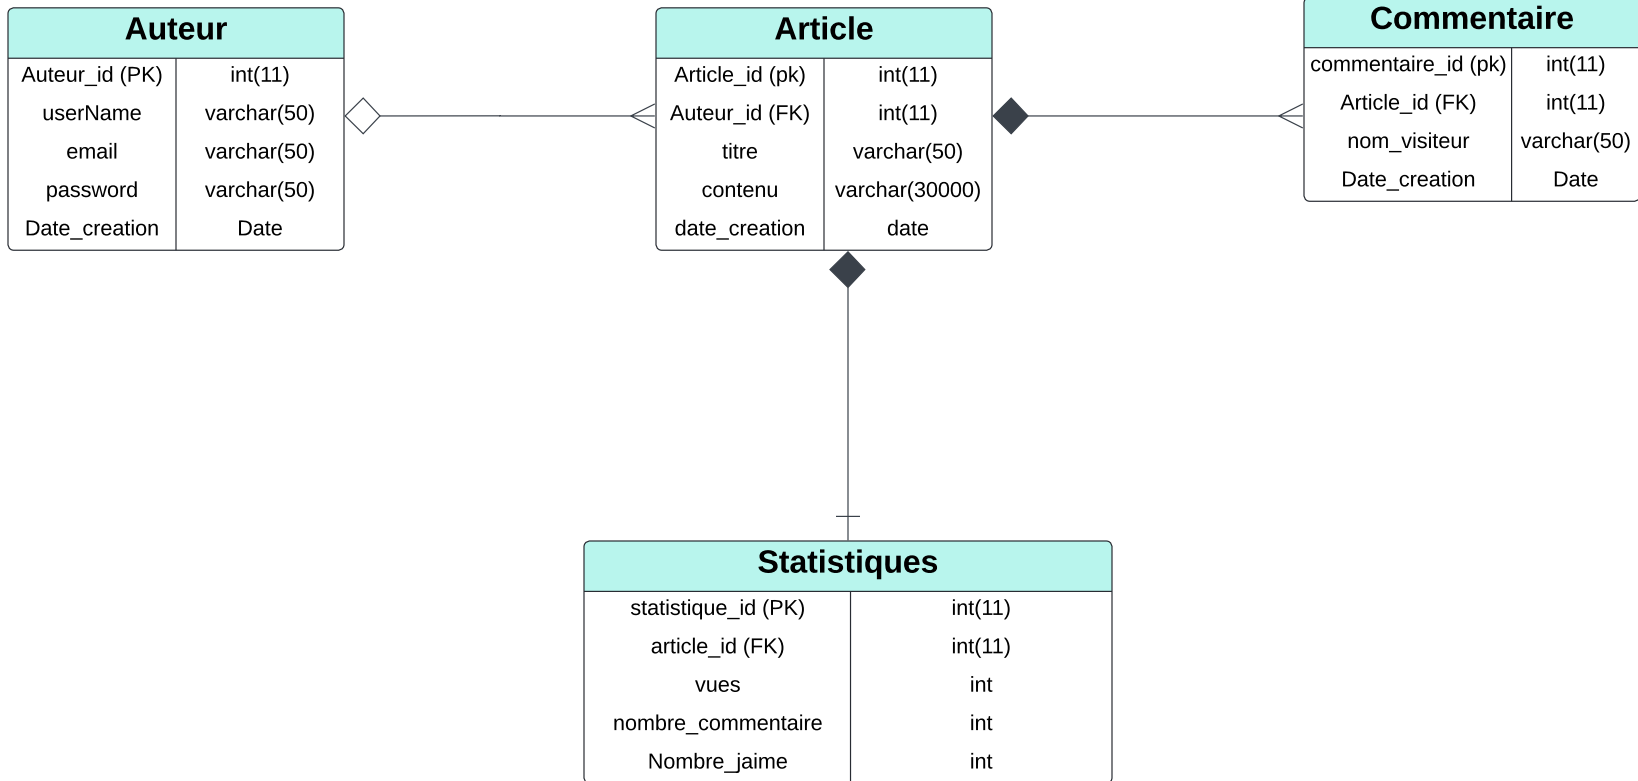 Auteur
Auteur_id (PK) int(11)
userName varchar(50)
email varchar(50)
password varchar(50)
Date_creation Date
Article
Article_id (pk) int(11)
Auteur_id (FK) int(11)
titre varchar(50)
contenu varchar(30000)
date_creation date
Commentaire
commentaire_id (pk) int(11)
Article_id (FK) int(11)
nom_visiteur varchar(50)
Date_creation Date
Statistiques
statistique_id (PK) int(11)
article_id (FK) int(11)
vues int
nombre_commentaire int
Nombre_jaime int